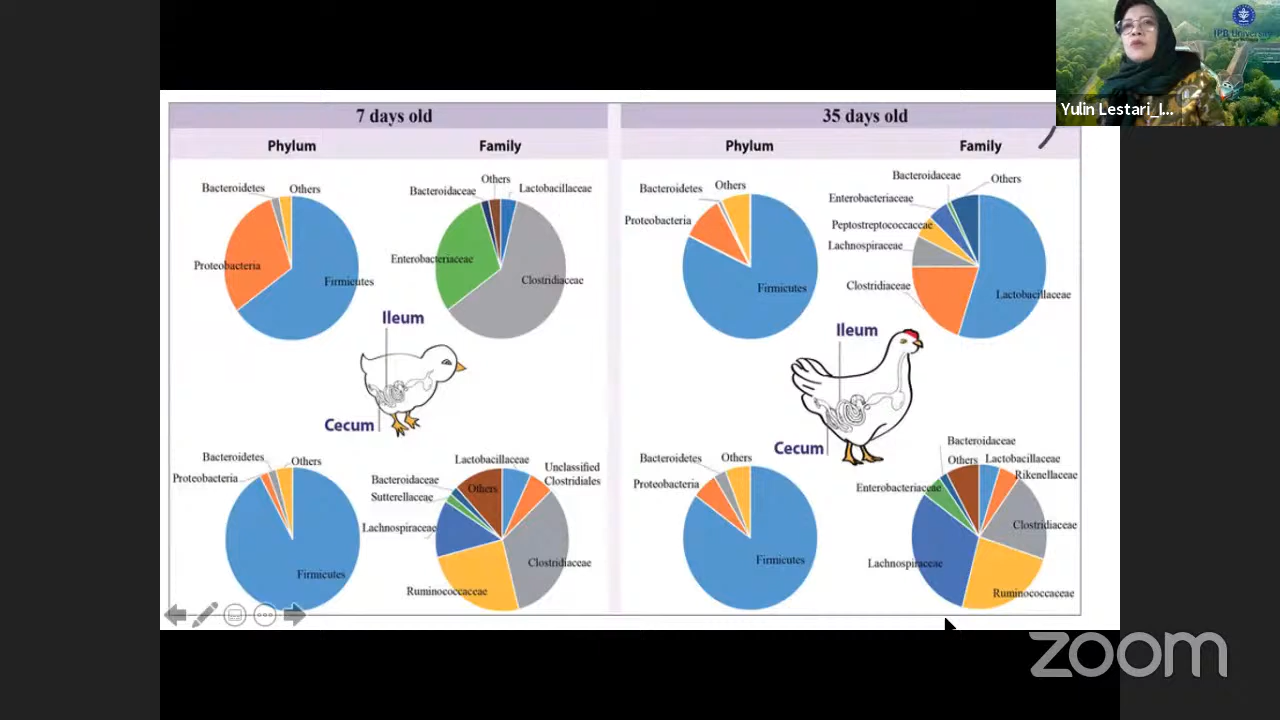 IPB University
Yulin Lestari_I...
7 days old
Phylum
Family
Bacteroidetes
Others
Proteobacteria
Firmicutes
Others
Bacteroidaceae
Lactobacillaceae
Enterobacteriaceae
Clostridiaceae
Ileum
Cecum
Bacteroidetes
Others
Proteobacteria
Firmicutes
Lactobacillaceae
Unclassified
Clostridiales
Bacteroidaceae
Others
Sutterellaceae
Lachnospiraceae
Clostridiaceae
Ruminococcaceae
35 days old
Phylum
Family
Bacteroidetes
Others
Proteobacteria
Firmicutes
Bacteroidaceae
Others
Enterobacteriaceae
Peptostreptococcaceae
Lachnospiraceae
Clostridiaceae
Lactobacillaceae
Ileum
Cecum
Bacteroidetes
Others
Proteobacteria
Firmicutes
Bacteroidaceae
Others
Lactobacillaceae
Rikenellaceae
Enterobacteriaceae
Clostridiaceae
Lachnospiraceae
Ruminococcaceae
zoom